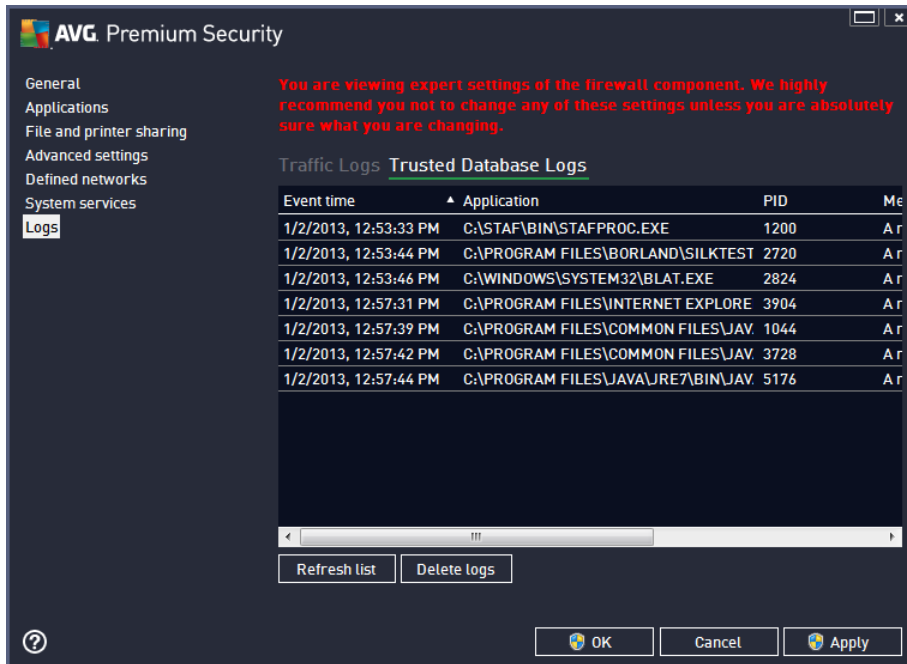 AVG. Premium Security
General
Applications
File and printer sharing
Advanced settings
Defined networks
System services
Logs
You are viewing expert settings of the firewall component. We highly
recommend you not to change any of these settings unless you are absolutely
sure what you are changing.
Traffic Logs Trusted Database Logs
Event time Application PID Me
1/2/2013, 12:53:33 PM C:\STAF\BIN\STAFPROC.EXE 1200 A r
1/2/2013, 12:53:44 PM C:\PROGRAM FILES\BORLAND\SILKTEST 2720 A r
1/2/2013, 12:53:46 PM C:\WINDOWS\SYSTEM32\BLAT.EXE 2824 A r
1/2/2013, 12:57:31 PM C:\PROGRAM FILES\INTERNET EXPLORE 3904 A r
1/2/2013, 12:57:39 PM C:\PROGRAM FILES\COMMON FILES\JAV. 1044 A r
1/2/2013, 12:57:42 PM C:\PROGRAM FILES\COMMON FILES\JAV. 3728 A r
1/2/2013, 12:57:44 PM C:\PROGRAM FILES\JAVA\JRE7\BIN\JAV. 5176 A r
Refresh list Delete logs
? OK Cancel Apply